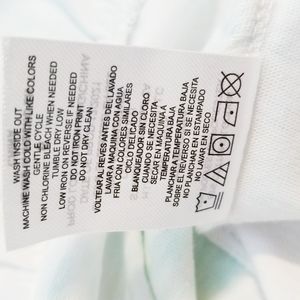 WASH INSIDE OUT
MACHINE WASH COLD WITH LIKE COLORS
GENTLE CYCLE
NON CHLORINE BLEACH WHEN NEEDED
TUMBLE DRY LOW
LOW IRON ON REVERSE IF NEEDED
DO NOT IRON PRINT
DO NOT DRY CLEAN
VOLTEAR AL REVES ANTES DEL LAVADO
LAVAR A MAQUINA CON AGUA
FRIA CON COLORES SIMILARES
CICLO DELICADO
BLANQUEADOR SIN CLORO
CUANDO SE NECESITA
SECAR EN MAQUINA A
TEMPERATURA BAJA
PLANCHAR A TEMPERATURA BAJA
SOBRE EL REVERSO SI SE NECESITA
NO PLANCHAR EN ESTAMPADO
NO LAVAR EN SECO